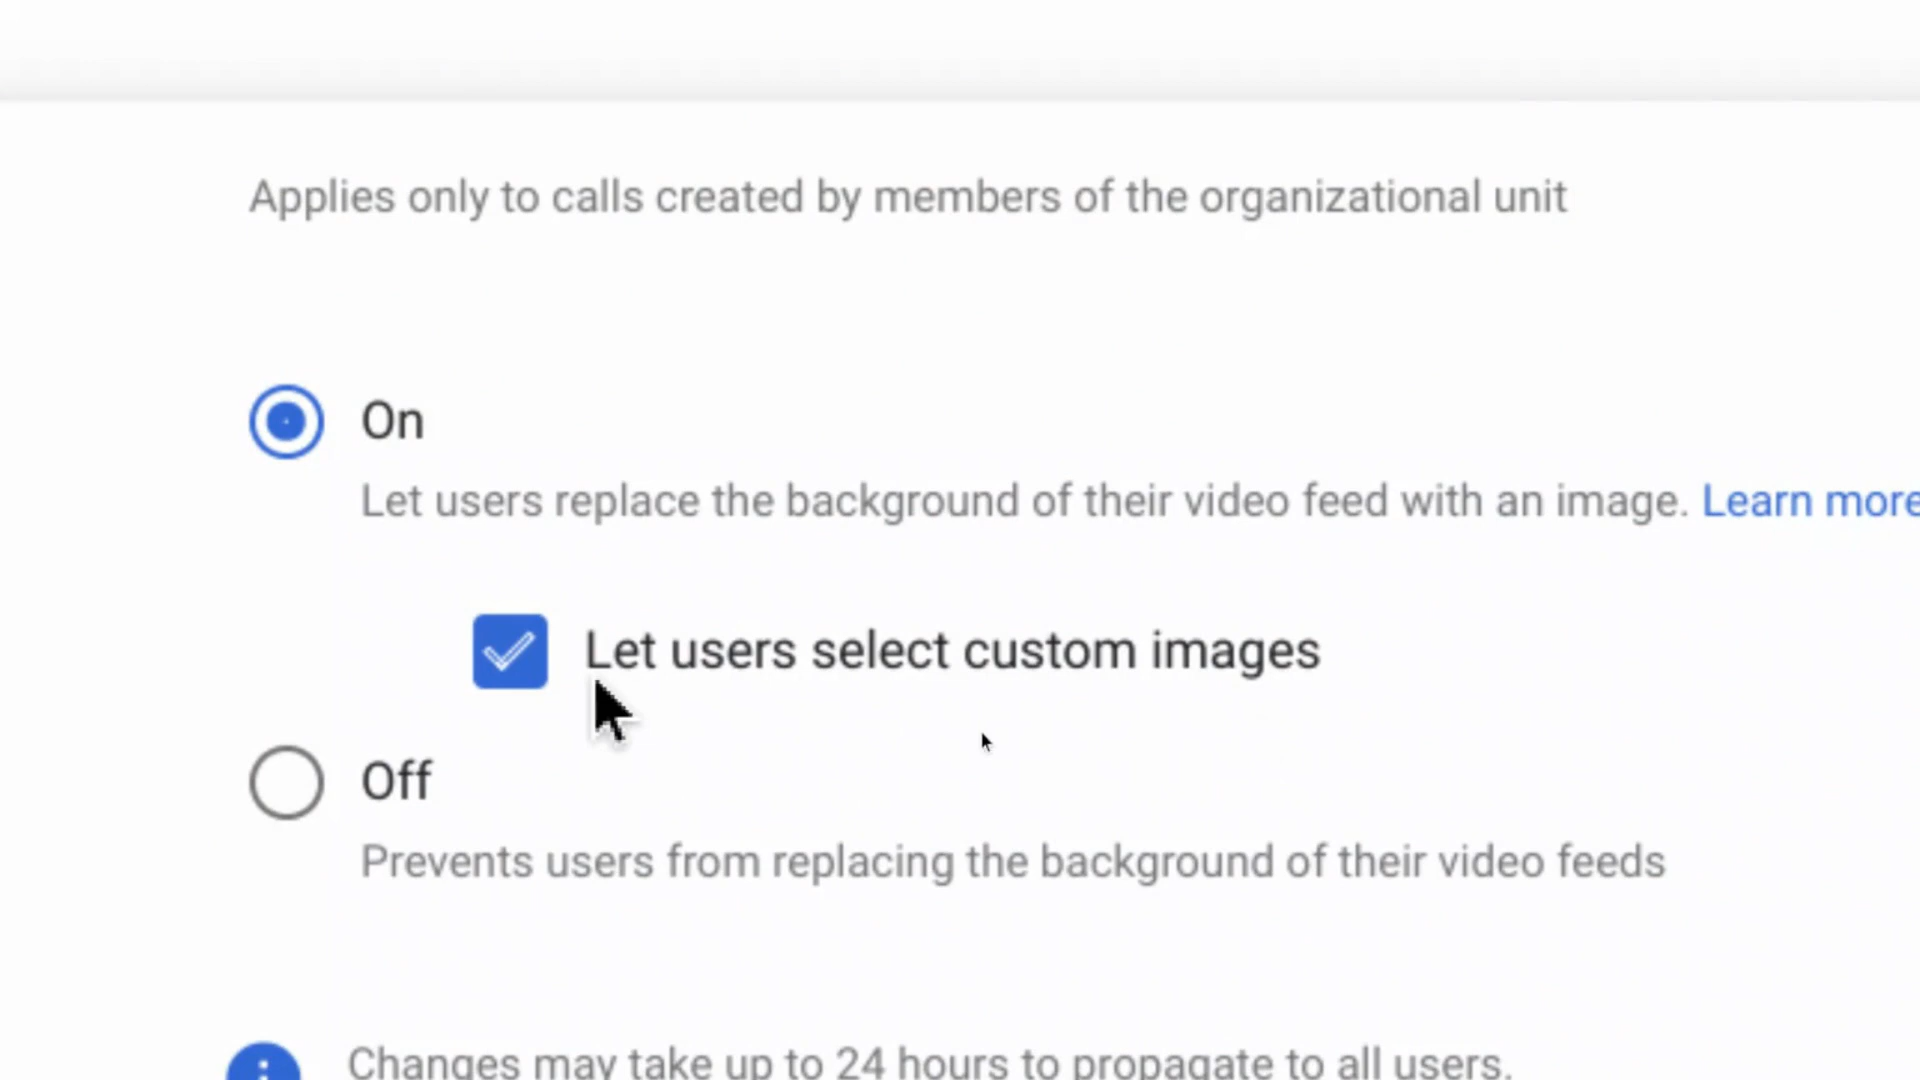 Applies only to calls created by members of the organizational unit
On
Let users replace the background of their video feed with an image. Learn more
Let users select custom images
Off
Prevents users from replacing the background of their video feeds
Changes may take up to 24 hours to propagate to all users.